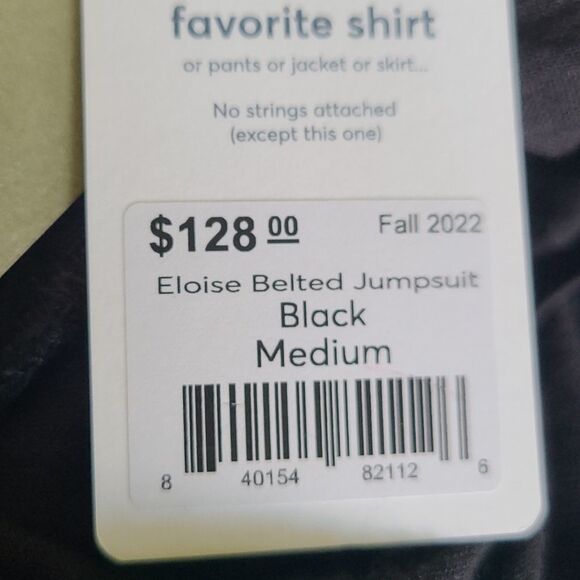 favorite shirt
or pants or jacket or skirt...
No strings attached
(except this one)
$128 00 Fall 2022
Eloise Belted Jumpsuit
Black
Medium
8 40154 82112 6